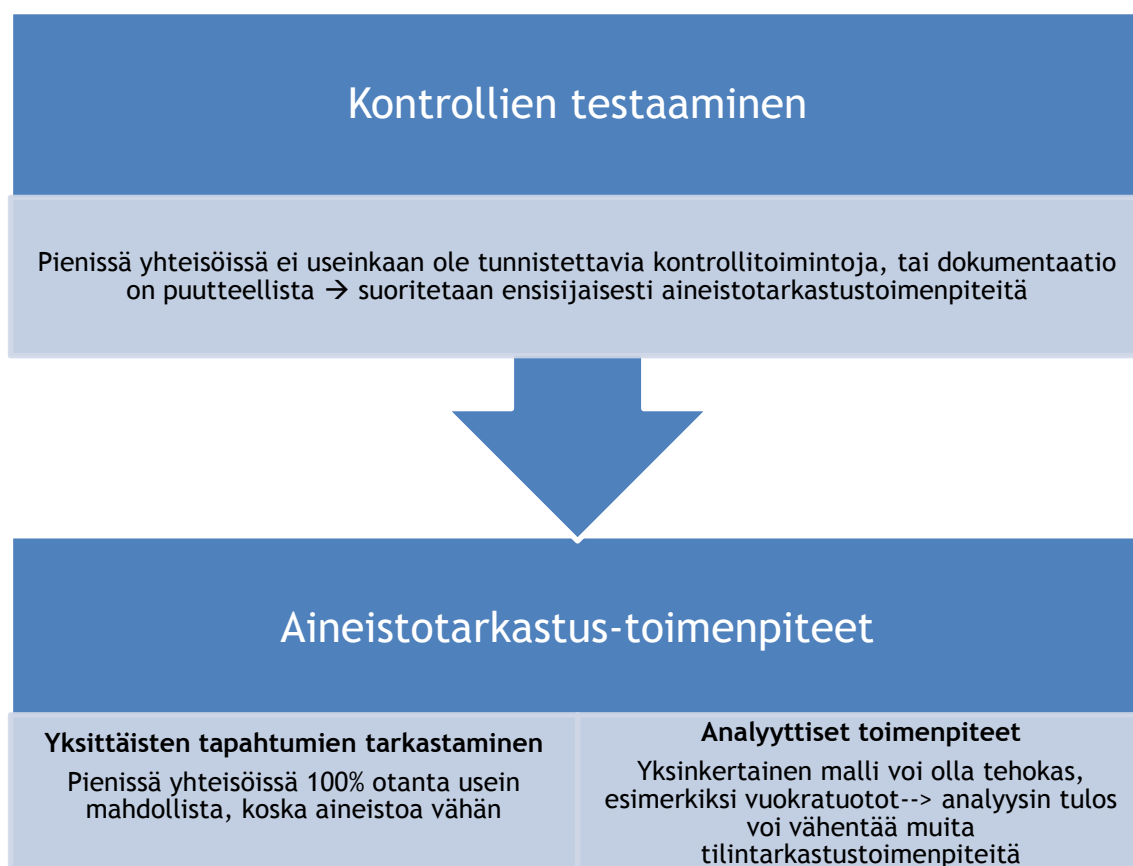 Kontrollien testaaminen
Pienissä yhteisöissä ei useinkaan ole tunnistettavia kontrollitoimintoja, tai dokumentaatio
on puutteellista → suoritetaan ensisijaisesti aineistotarkastustoimenpiteitä
Aineistotarkastus-toimenpiteet
Yksittäisten tapahtumien tarkastaminen
Pienissä yhteisöissä 100% otanta usein
mahdollista, koska aineistoa vähän
Analyyttiset toimenpiteet
Yksinkertainen malli voi olla tehokas,
esimerkiksi vuokratuotot--> analyysin tulos
voi vähentää muita
tilintarkastustoimenpiteitä